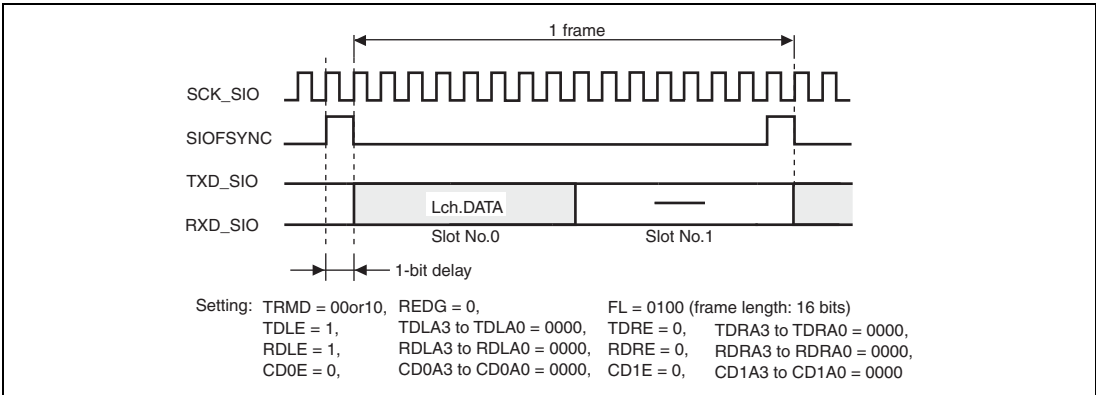 1 frame
SCK_SIO
SIOFSYNC
TXD_SIO
Lch.DATA
RXD_SIO
Slot No.0 Slot No.1
1-bit delay
Setting: TRMD = 00or10, REDG = 0, FL = 0100 (frame length: 16 bits)
TDLE = 1, TDLA3 to TDLA0 = 0000, TDRE = 0, TDRA3 to TDRA0 = 0000,
RDLE = 1, RDLA3 to RDLA0 = 0000, RDRE = 0, RDRA3 to RDRA0 = 0000,
CD0E = 0, CD0A3 to CD0A0 = 0000, CD1E = 0, CD1A3 to CD1A0 = 0000